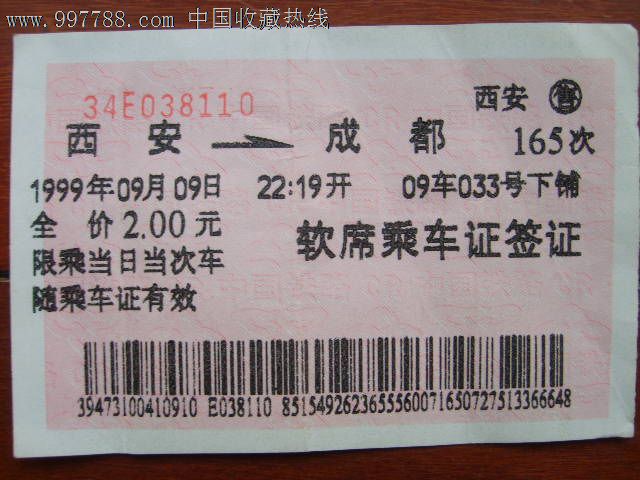 www.997788.com 中国收藏热线
34E038110
西安 售
西安 成都 165次
1999年09月09日 22:19开 09车033号下铺
全价2.00元
软席乘车证签证
限乘当日当次车
随乘车证有效
39473100410910 E038110 85154926236555600716507275133​66648